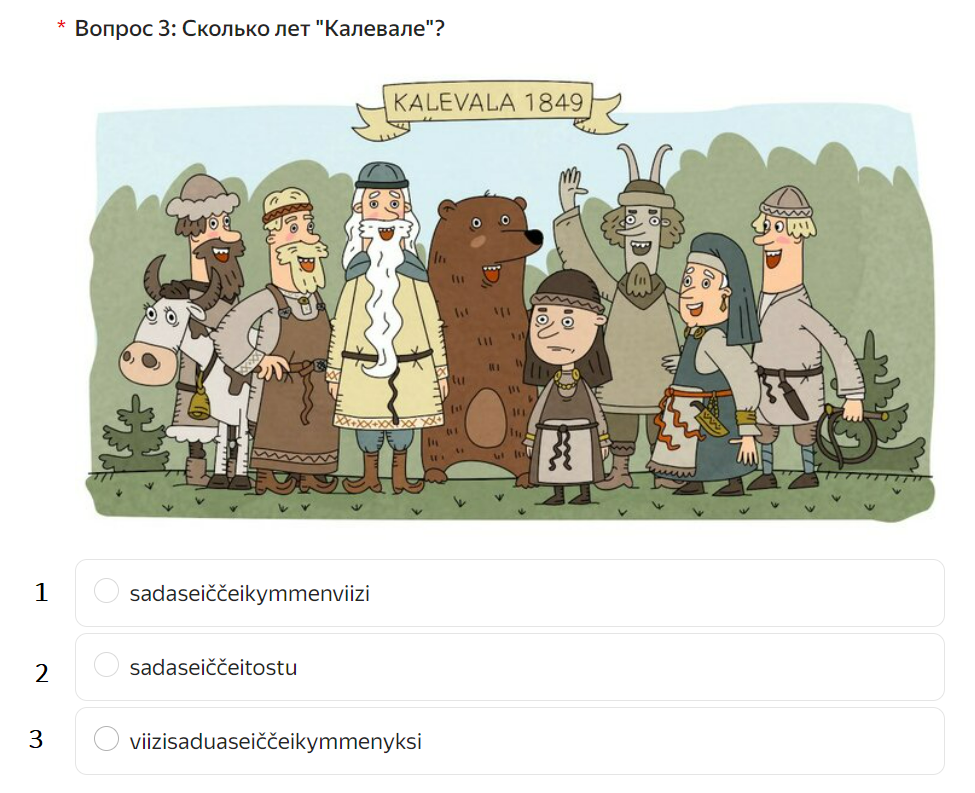 * Вопрос 3: Сколько лет "Калевале"?
KALEVALA 1849
1 sadaseiččeikymmenviizi
2 sadaseiččeitostu
3 viizisaduaseiččeikymmenyksi